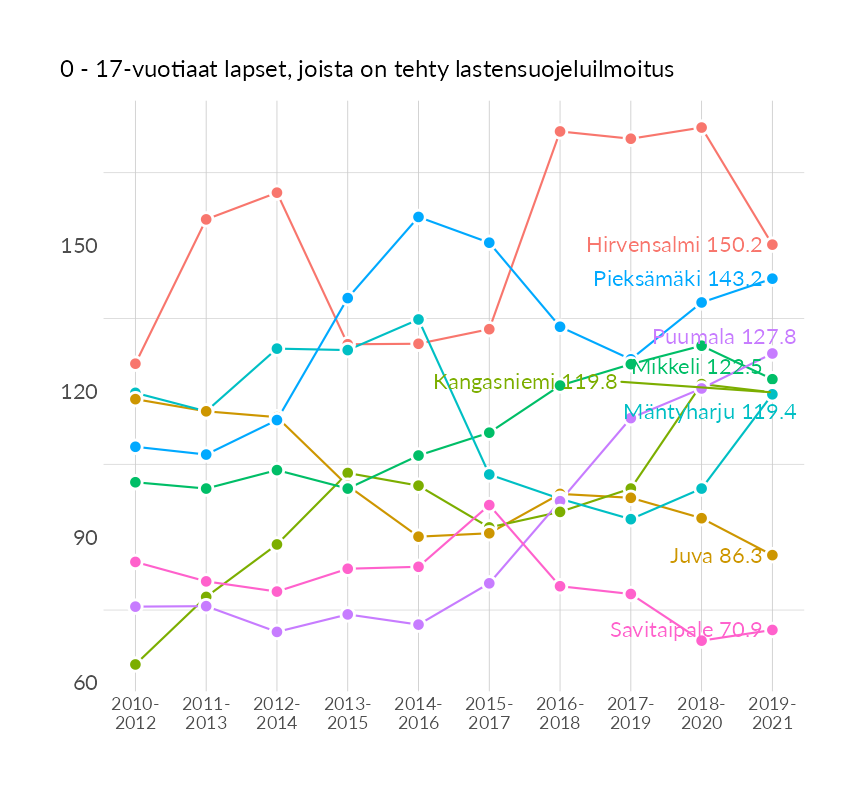 0 - 17-vuotiaat lapset, joista on tehty lastensuojeluilmoitus
150
120
90
60
Hirvensalmi 150.2
Pieksämäki 143.2
Puumala 127.8
Mikkeli 122.5
Kangasniemi 119.8
Mäntyharju 119.4
Juva 86.3
Savitaipale 70.9
2010-
2012
2011-
2013
2012-
2014
2013-
2015
2014-
2016
2015-
2017
2016-
2018
2017-
2019
2018-
2020
2019-
2021